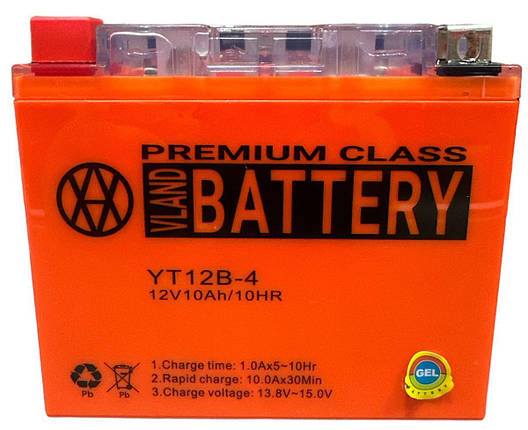 PREMIUM CLASS
VLAND
BATTERY
YT12B-4
12V10Ah/10HR
1.Charge time: 1.0Ax5~10Hr
2.Rapid charge: 10.0Ax30Min
3.Charge voltage: 13.8V~15.0V
Pb Pb
GEL
BATTERY